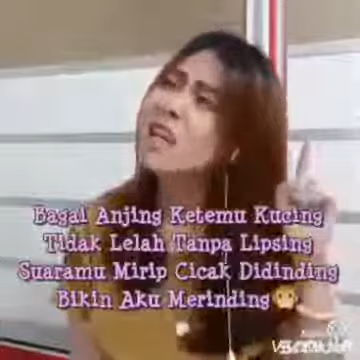 Bagai Anjing Ketemu Kucing
Tidak Lelah Tanpa Lipsing
Suaramu Mirip Cicak Didinding
Bikin Aku Merinding